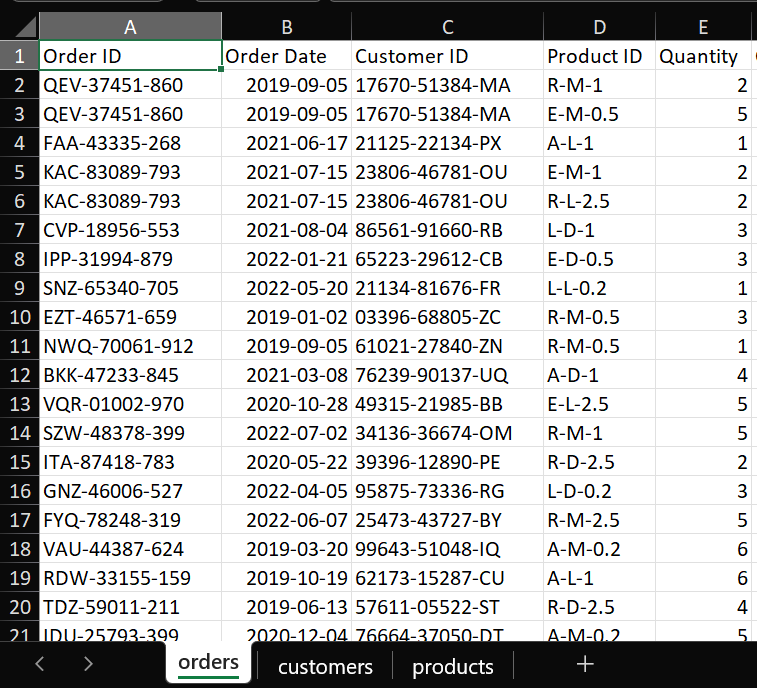 A B C D E
1 Order ID Order Date Customer ID Product ID Quantity
2 QEV-37451-860 2019-09-05 17670-51384-MA R-M-1 2
3 QEV-37451-860 2019-09-05 17670-51384-MA E-M-0.5 5
4 FAA-43335-268 2021-06-17 21125-22134-PX A-L-1 1
5 KAC-83089-793 2021-07-15 23806-46781-OU E-M-1 2
6 KAC-83089-793 2021-07-15 23806-46781-OU R-L-2.5 2
7 CVP-18956-553 2021-08-04 86561-91660-RB L-D-1 3
8 IPP-31994-879 2022-01-21 65223-29612-CB E-D-0.5 3
9 SNZ-65340-705 2022-05-20 21134-81676-FR L-L-0.2 1
10 EZT-46571-659 2019-01-02 03396-68805-ZC R-M-0.5 3
11 NWQ-70061-912 2019-09-05 61021-27840-ZN R-M-0.5 1
12 BKK-47233-845 2021-03-08 76239-90137-UQ A-D-1 4
13 VQR-01002-970 2020-10-28 49315-21985-BB E-L-2.5 5
14 SZW-48378-399 2022-07-02 34136-36674-OM R-M-1 5
15 ITA-87418-783 2020-05-22 39396-12890-PE R-D-2.5 2
16 GNZ-46006-527 2022-04-05 95875-73336-RG L-D-0.2 3
17 FYQ-78248-319 2022-06-07 25473-43727-BY R-M-2.5 5
18 VAU-44387-624 2019-03-20 99643-51048-IQ A-M-0.2 6
19 RDW-33155-159 2019-10-19 62173-15287-CU A-L-1 6
20 TDZ-59011-211 2019-06-13 57611-05522-ST R-D-2.5 4
21 IDU-25793-399 2020-12-04 76664-37050-DT A-M-0.2 5
orders customers products